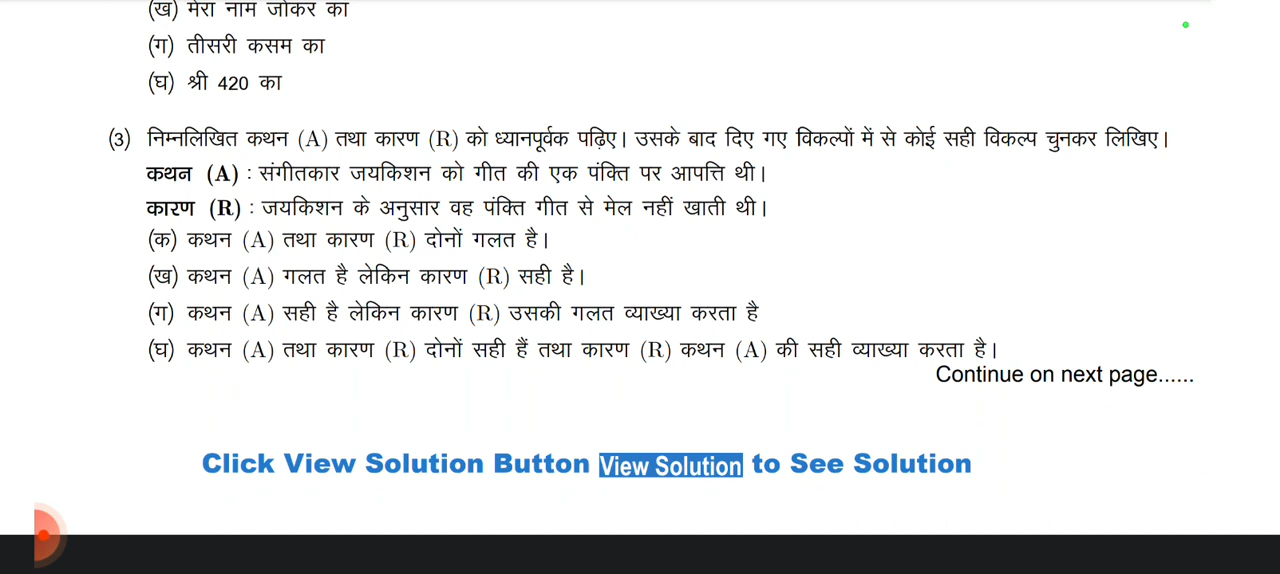 (ख) मेरा नाम जोकर का
(ग) तीसरी कसम का
(घ) श्री 420 का
(3) निम्नलिखित कथन (A) तथा कारण (R) को ध्यानपूर्वक पढ़िए। उसके बाद दिए गए विकल्पों में से कोई सही विकल्प चुनकर लिखिए।
कथन (A) : संगीतकार जयकिशन को गीत की एक पंक्ति पर आपत्ति थी।
कारण (R) : जयकिशन के अनुसार वह पंक्ति गीत से मेल नहीं खाती थी।
(क) कथन (A) तथा कारण (R) दोनों गलत है।
(ख) कथन (A) गलत है लेकिन कारण (R) सही है।
(ग) कथन (A) सही है लेकिन कारण (R) उसकी गलत व्याख्या करता है
(घ) कथन (A) तथा कारण (R) दोनों सही हैं तथा कारण (R) कथन (A) की सही व्याख्या करता है।
Continue on next page......
Click View Solution Button View Solution to See Solution